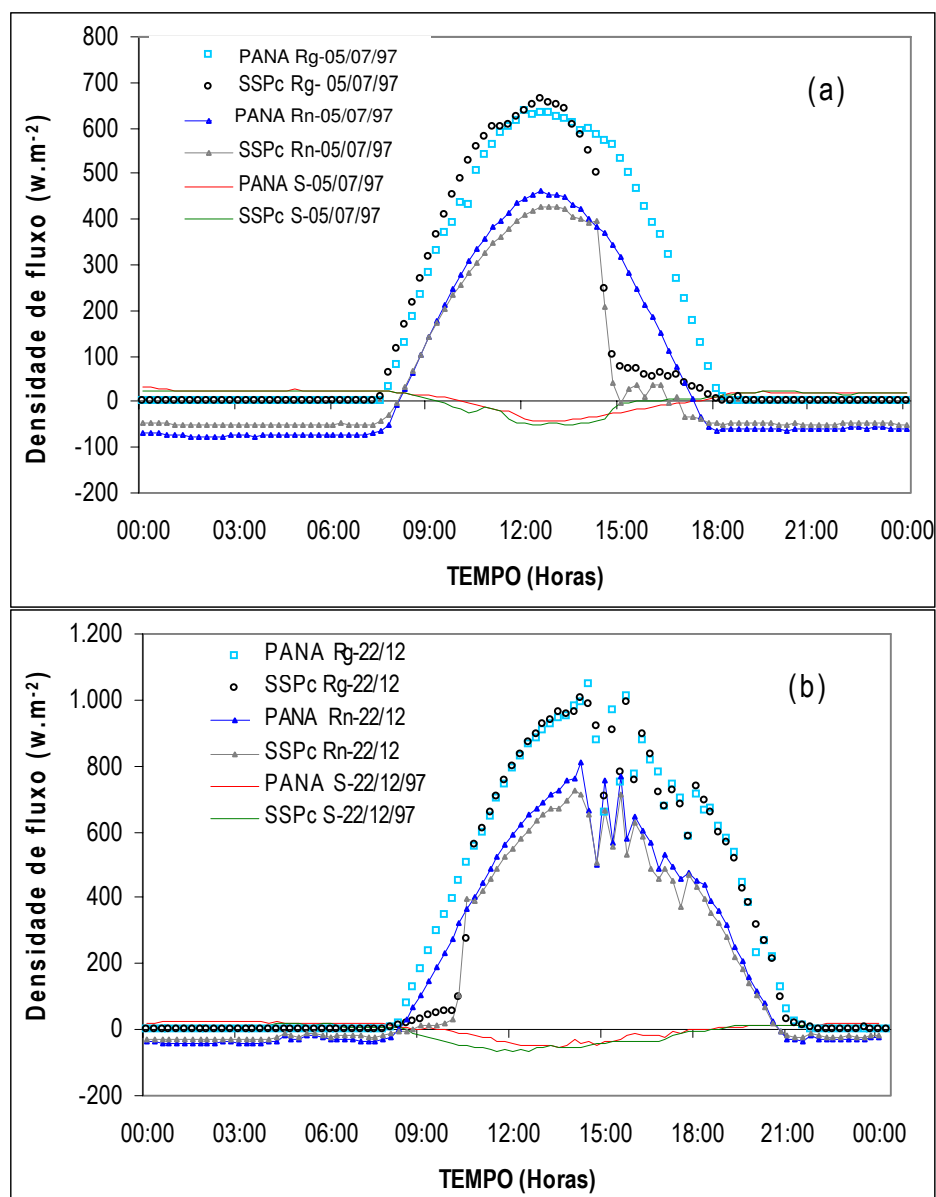 800
700
600
500
400
300
200
100
0
-100
-200
Densidade de fluxo (w.m-2)
PANA Rg-05/07/97
SSPc Rg- 05/07/97
PANA Rn-05/07/97
SSPc Rn-05/07/97
PANA S-05/07/97
SSPc S-05/07/97
(a)
00:00 03:00 06:00 09:00 12:00 15:00 18:00 21:00 00:00
TEMPO (Horas)
1.200
1.000
800
600
400
200
0
-200
Densidade de fluxo (w.m-2)
PANA Rg-22/12
SSPc Rg-22/12
PANA Rn-22/12
SSPc Rn-22/12
PANA S-22/12/97
SSPc S-22/12/97
(b)
00:00 03:00 06:00 09:00 12:00 15:00 18:00 21:00 00:00
TEMPO (Horas)